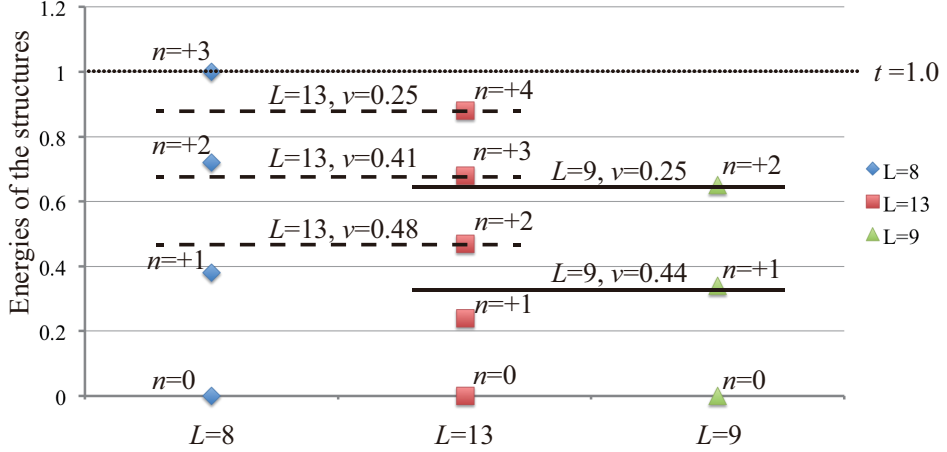 Energies of the structures
1.2
1
0.8
0.6
0.4
0.2
0
n=+3
n=+2
n=+1
n=0
L=13, v=0.25
L=13, v=0.41
L=13, v=0.48
n=+4
n=+3
n=+2
n=+1
n=0
L=9, v=0.25
L=9, v=0.44
n=+2
n=+1
n=0
t=1.0
L=8
L=13
L=9
L=8
L=13
L=9